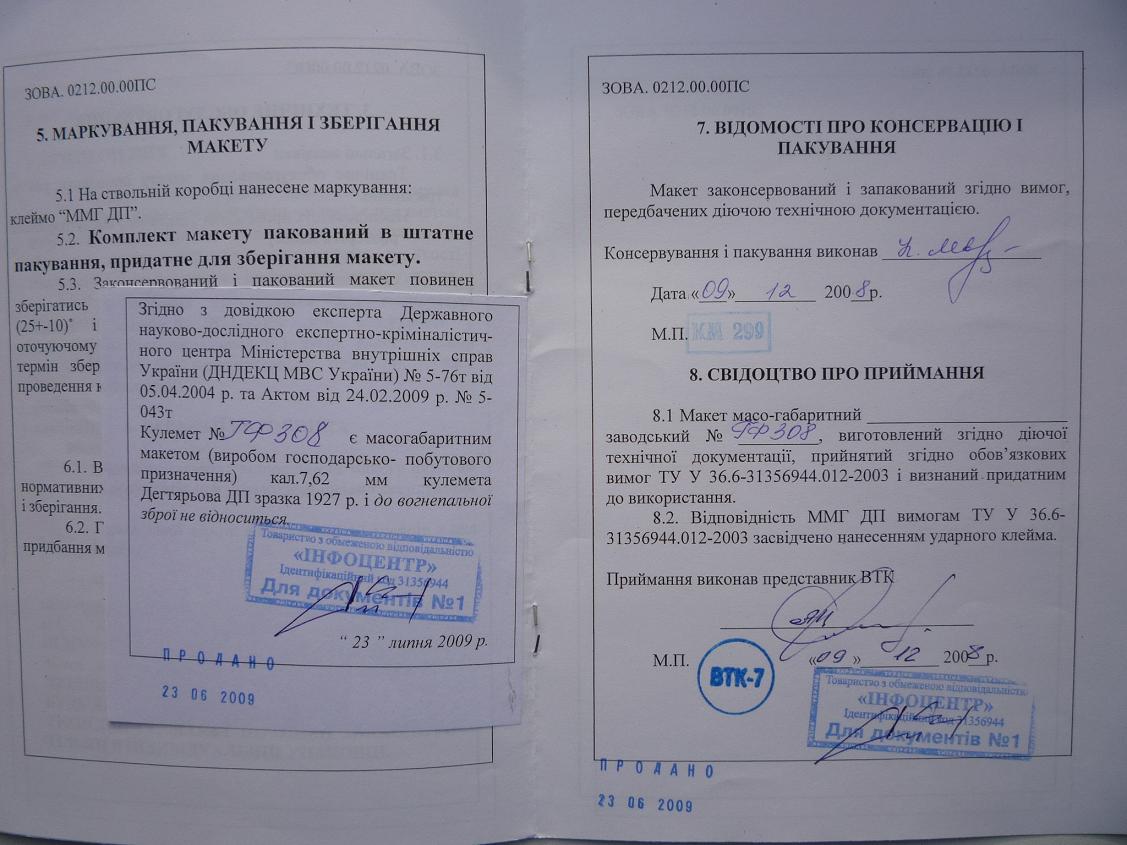 ЗОВА. 0212.00.00ПС
5. МАРКУВАННЯ, ПАКУВАННЯ І ЗБЕРІГАННЯ
МАКЕТУ
5.1 На ствольній коробці нанесене маркування:
клеймо “ММГ ДП”.
5.2. Комплект макету пакований в штатне
пакування, придатне для зберігання макету.
5.3. Законсервований і пакований макет повинен
зберігатись
(25+-10)° і
оточуючому
термін збер
проведення к
6.1. В
нормативних
і зберігання.
6.2. Г
придбання м
Згідно з довідкою експерта Державного
науково-дослідного експертно-кріміналістич-
ного центра Міністерства внутрішніх справ
України (ДНДЕКЦ МВС України) № 5-76т від
05.04.2004 р. та Актом від 24.02.2009 р. № 5-
043т
Кулемет № ГФ308 є масогабаритним
макетом (виробом господарсько- побутового
призначення) кал.7,62 мм кулемета
Дегтярьова ДП зразка 1927 р. і до вогнепальної
зброї не відноситься.
Товариство з обмеженою відповідальністю
«ІНФОЦЕНТР»
Ідентифікаційний код 31356944
Для документів №1
“ 23 ” липня 2009 р.
ПРОДАНО
23 06 2009
ЗОВА. 0212.00.00ПС
7. ВІДОМОСТІ ПРО КОНСЕРВАЦІЮ І
ПАКУВАННЯ
Макет законсервований і запакований згідно вимог,
передбачених діючою технічною документацією.
Консервування і пакування виконав
Дата «09» 12 2008р.
М.П. КМ 299
8. СВІДОЦТВО ПРО ПРИЙМАННЯ
8.1 Макет масо-габаритний
заводський № ГФ308, виготовлений згідно діючої
технічної документації, прийнятий згідно обов’язкових
вимог ТУ У 36.6-31356944.012-2003 і визнаний придатним
до використання.
8.2. Відповідність ММГ ДП вимогам ТУ У 36.6-
31356944.012-2003 засвідчено нанесенням ударного клейма.
Приймання виконав представник ВТК
М.П. ВТК-7 «09 » 12 2008 р.
Товариство з обмеженою відповідальністю
«ІНФОЦЕНТР»
Ідентифікаційний код 31356944
Для документів №1
ПРОДАНО
23 06 2009